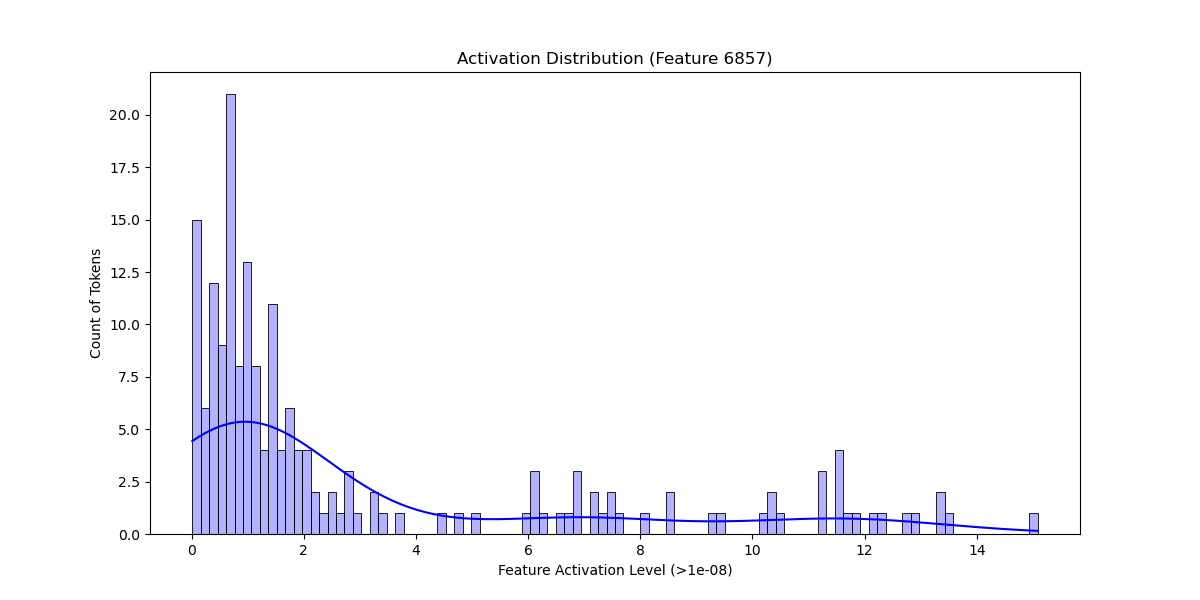 Activation Distribution (Feature 6857)
20.0
17.5
15.0
12.5
10.0
7.5
5.0
2.5
0.0
Count of Tokens
0 2 4 6 8 10 12 14
Feature Activation Level (>1e-08)